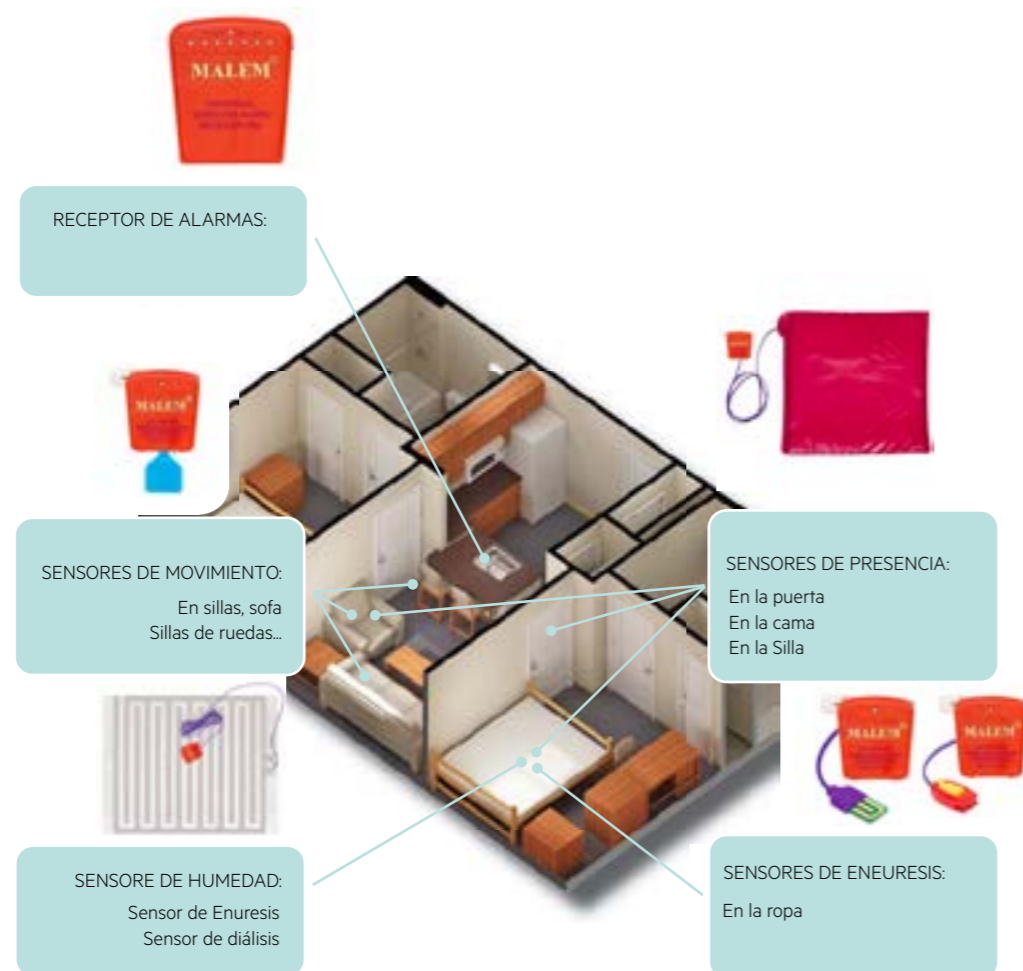 MALEM
RECEPTOR DE ALARMAS:
MALEM
SENSORES DE MOVIMIENTO:
En sillas, sofa
Sillas de ruedas...
SENSORES DE PRESENCIA:
En la puerta
En la cama
En la Silla
MALEM
MALEM
SENSORE DE HUMEDAD:
Sensor de Enuresis
Sensor de diálisis
SENSORES DE ENEURESIS:
En la ropa